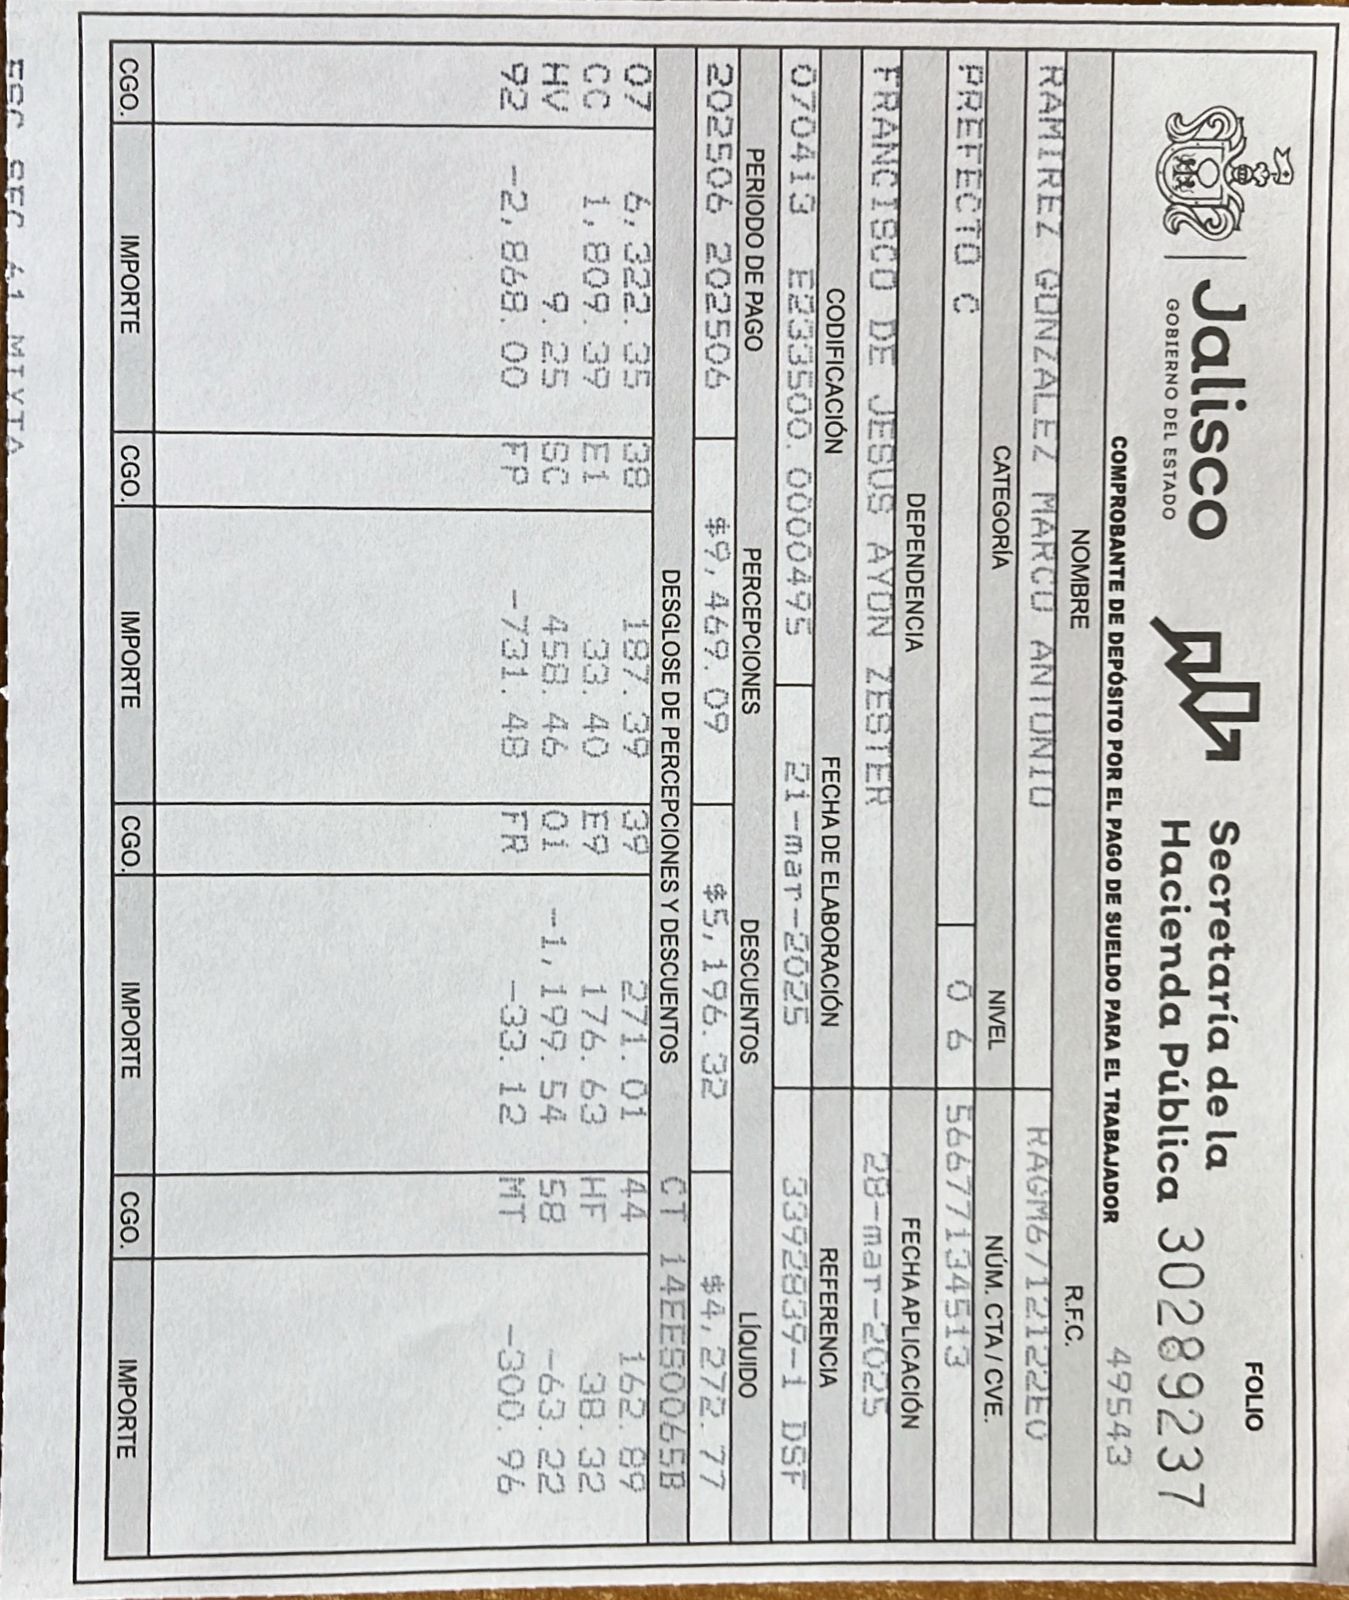 FOLIO
Jalisco
GOBIERNO DEL ESTADO
Secretaría de la
Hacienda Pública
30289237
49543
COMPROBANTE DE DEPÓSITO POR EL PAGO DE SUELDO PARA EL TRABAJADOR
NOMBRE R.F.C.
RAMIREZ GONZALEZ MARCO ANTONIO RAGM6712122E0
CATEGORÍA NIVEL NÚM. CTA / CVE.
PREFECTO C 0 6 56677134513
DEPENDENCIA FECHA APLICACIÓN
FRANCISCO DE JESUS AYON ZESTER 28-mar-2025
CODIFICACIÓN FECHA DE ELABORACIÓN REFERENCIA
070413 E233500.0000495 21-mar-2025 3392839-1 DSF
PERIODO DE PAGO PERCEPCIONES DESCUENTOS LÍQUIDO
202506 202506 $9,469.09 $5,196.32 $4,272.77
DESGLOSE DE PERCEPCIONES Y DESCUENTOS CT 14EES0065B
07 6,322.35 38 187.39 39 271.01 44 162.89
CC 1,809.39 E1 33.40 E9 176.63 HF 38.32
HV 9.25 SC 458.46 01 -1,199.54 58 -63.22
92 -2,868.00 FP -731.48 FR -33.12 MT -300.96
CGO. IMPORTE CGO. IMPORTE CGO. IMPORTE CGO. IMPORTE
ESC SEC 41 MIXTA